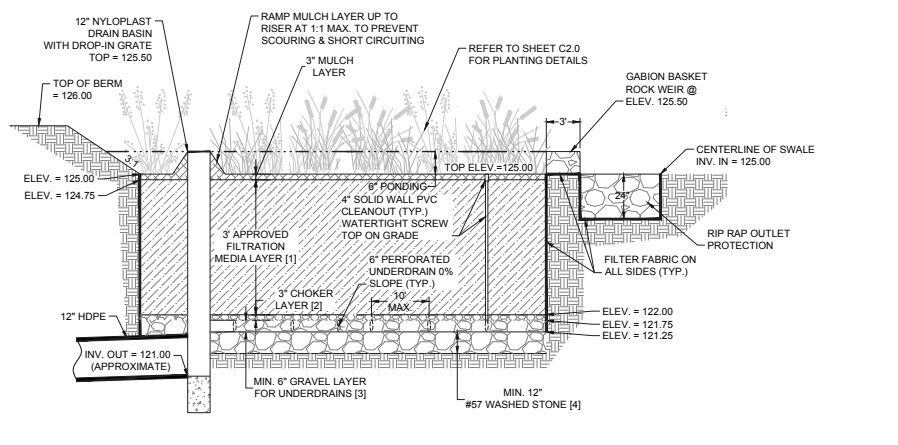 12" NYLOPLAST
DRAIN BASIN
WITH DROP-IN GRATE
TOP = 125.50
RAMP MULCH LAYER UP TO
RISER AT 1:1 MAX. TO PREVENT
SCOURING & SHORT CIRCUITING
3" MULCH
LAYER
REFER TO SHEET C2.0
FOR PLANTING DETAILS
GABION BASKET
ROCK WEIR @
ELEV. 125.50
TOP OF BERM
= 126.00
3'
3:1
TOP ELEV.=125.00
CENTERLINE OF SWALE
INV. IN = 125.00
ELEV. = 125.00
ELEV. = 124.75
6" PONDING
4" SOLID WALL PVC
CLEANOUT (TYP.)
WATERTIGHT SCREW
TOP ON GRADE
24"
3' APPROVED
FILTRATION
MEDIA LAYER [1]
RIP RAP OUTLET
PROTECTION
6" PERFORATED
UNDERDRAIN 0%
SLOPE (TYP.)
FILTER FABRIC ON
ALL SIDES (TYP.)
3" CHOKER
LAYER [2]
10'
MAX.
12" HDPE
ELEV. = 122.00
ELEV. = 121.75
ELEV. = 121.25
INV. OUT = 121.00
(APPROXIMATE)
MIN. 6" GRAVEL LAYER
FOR UNDERDRAINS [3]
MIN. 12"
#57 WASHED STONE [4]